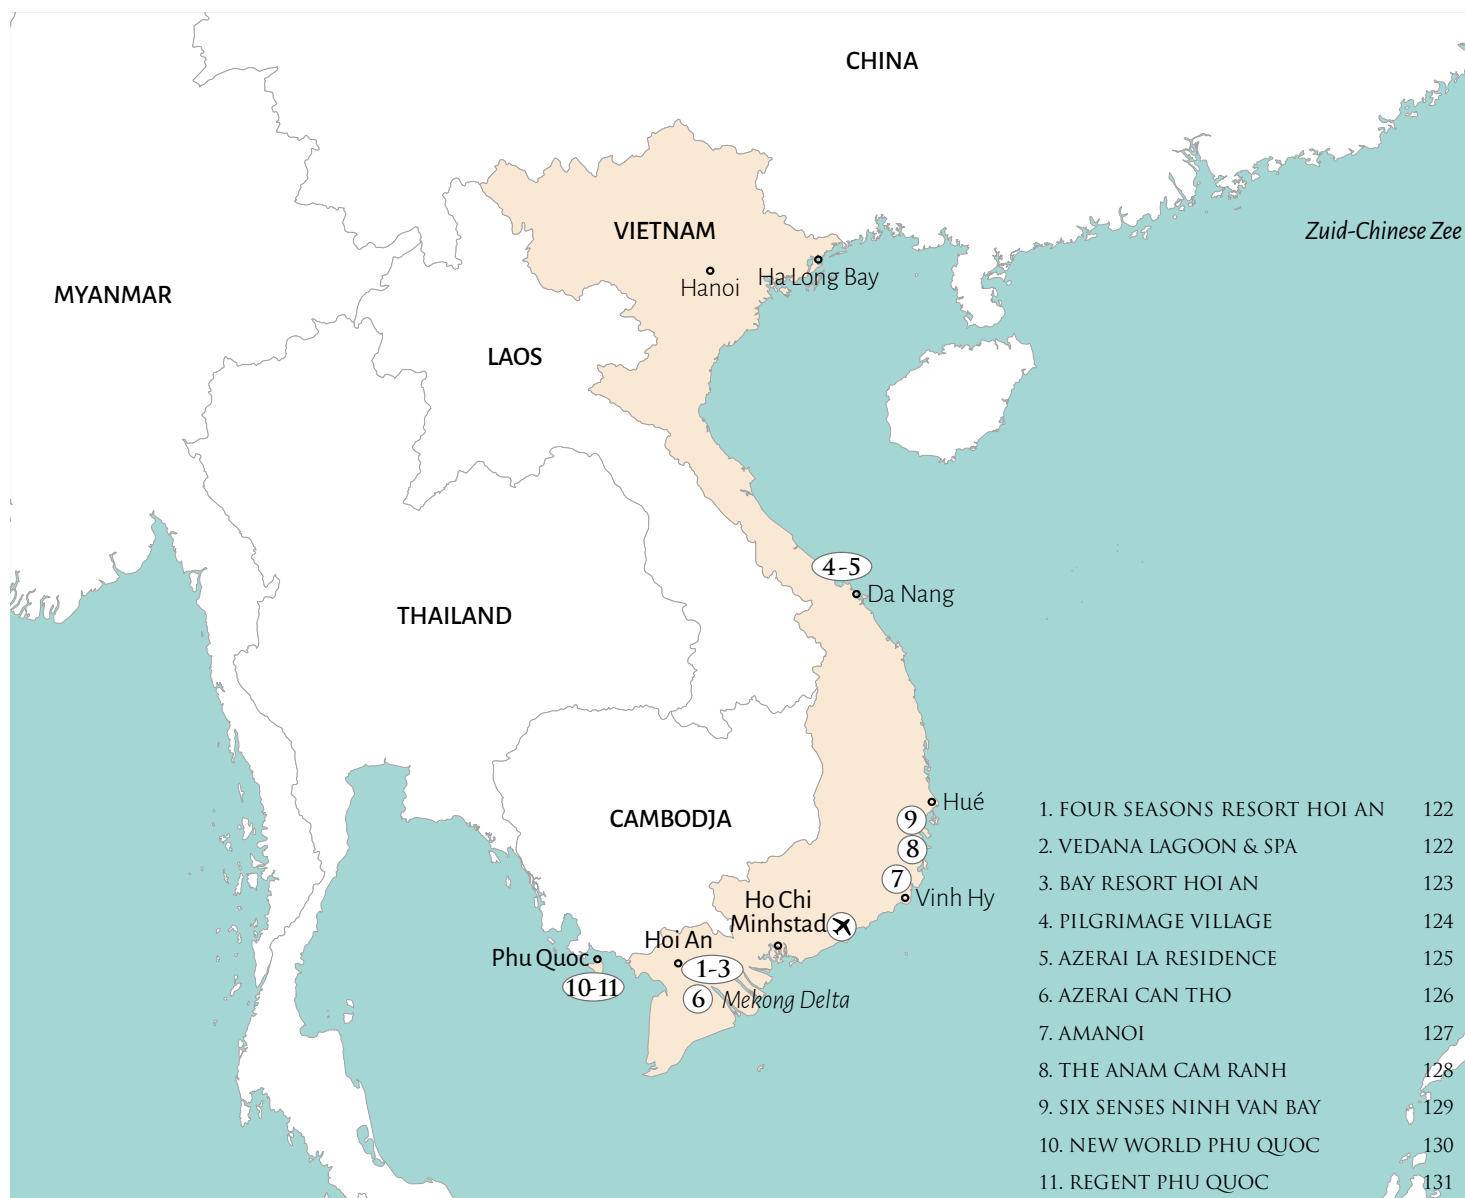 CHINA
VIETNAM
Zuid-Chinese Zee
Hanoi
Ha Long Bay
MYANMAR
LAOS
4-5
Da Nang
THAILAND
Hué
CAMBODJA
9
8
7
Vinh Hy
Ho Chi
Minhstad
Hoi An
Phu Quoc
1-3
10-11
6
Mekong Delta
1. FOUR SEASONS RESORT HOI AN 122
2. VEDANA LAGOON & SPA 122
3. BAY RESORT HOI AN 123
4. PILGRIMAGE VILLAGE 124
5. AZERAI LA RESIDENCE 125
6. AZERAI CAN THO 126
7. AMANOI 127
8. THE ANAM CAM RANH 128
9. SIX SENSES NINH VAN BAY 129
10. NEW WORLD PHU QUOC 130
11. REGENT PHU QUOC 131